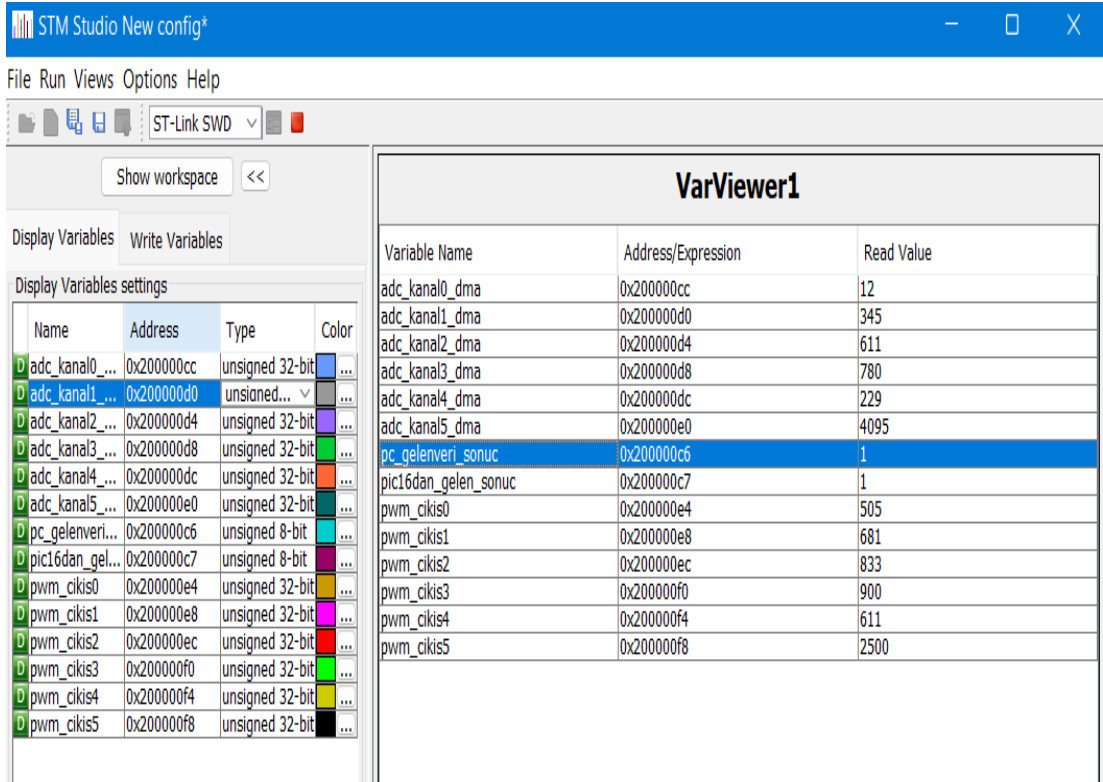 STM Studio New config*
File Run Views Options Help
ST-Link SWD
Show workspace <<
Display Variables Write Variables
Display Variables settings
Name Address Type Color
D adc_kanal0_... 0x200000cc unsigned 32-bit ...
D adc_kanal1_... 0x200000d0 unsigned... ...
D adc_kanal2_... 0x200000d4 unsigned 32-bit ...
D adc_kanal3_... 0x200000d8 unsigned 32-bit ...
D adc_kanal4_... 0x200000dc unsigned 32-bit ...
D adc_kanal5_... 0x200000e0 unsigned 32-bit ...
D pc_gelenveri... 0x200000c6 unsigned 8-bit ...
D pic16dan_gel... 0x200000c7 unsigned 8-bit ...
D pwm_cikis0 0x200000e4 unsigned 32-bit ...
D pwm_cikis1 0x200000e8 unsigned 32-bit ...
D pwm_cikis2 0x200000ec unsigned 32-bit ...
D pwm_cikis3 0x200000f0 unsigned 32-bit ...
D pwm_cikis4 0x200000f4 unsigned 32-bit ...
D pwm_cikis5 0x200000f8 unsigned 32-bit ...
VarViewer1
Variable Name Address/Expression Read Value
adc_kanal0_dma 0x200000cc 12
adc_kanal1_dma 0x200000d0 345
adc_kanal2_dma 0x200000d4 611
adc_kanal3_dma 0x200000d8 780
adc_kanal4_dma 0x200000dc 229
adc_kanal5_dma 0x200000e0 4095
pc_gelenveri_sonuc 0x200000c6 1
pic16dan_gelen_sonuc 0x200000c7 1
pwm_cikis0 0x200000e4 505
pwm_cikis1 0x200000e8 681
pwm_cikis2 0x200000ec 833
pwm_cikis3 0x200000f0 900
pwm_cikis4 0x200000f4 611
pwm_cikis5 0x200000f8 2500